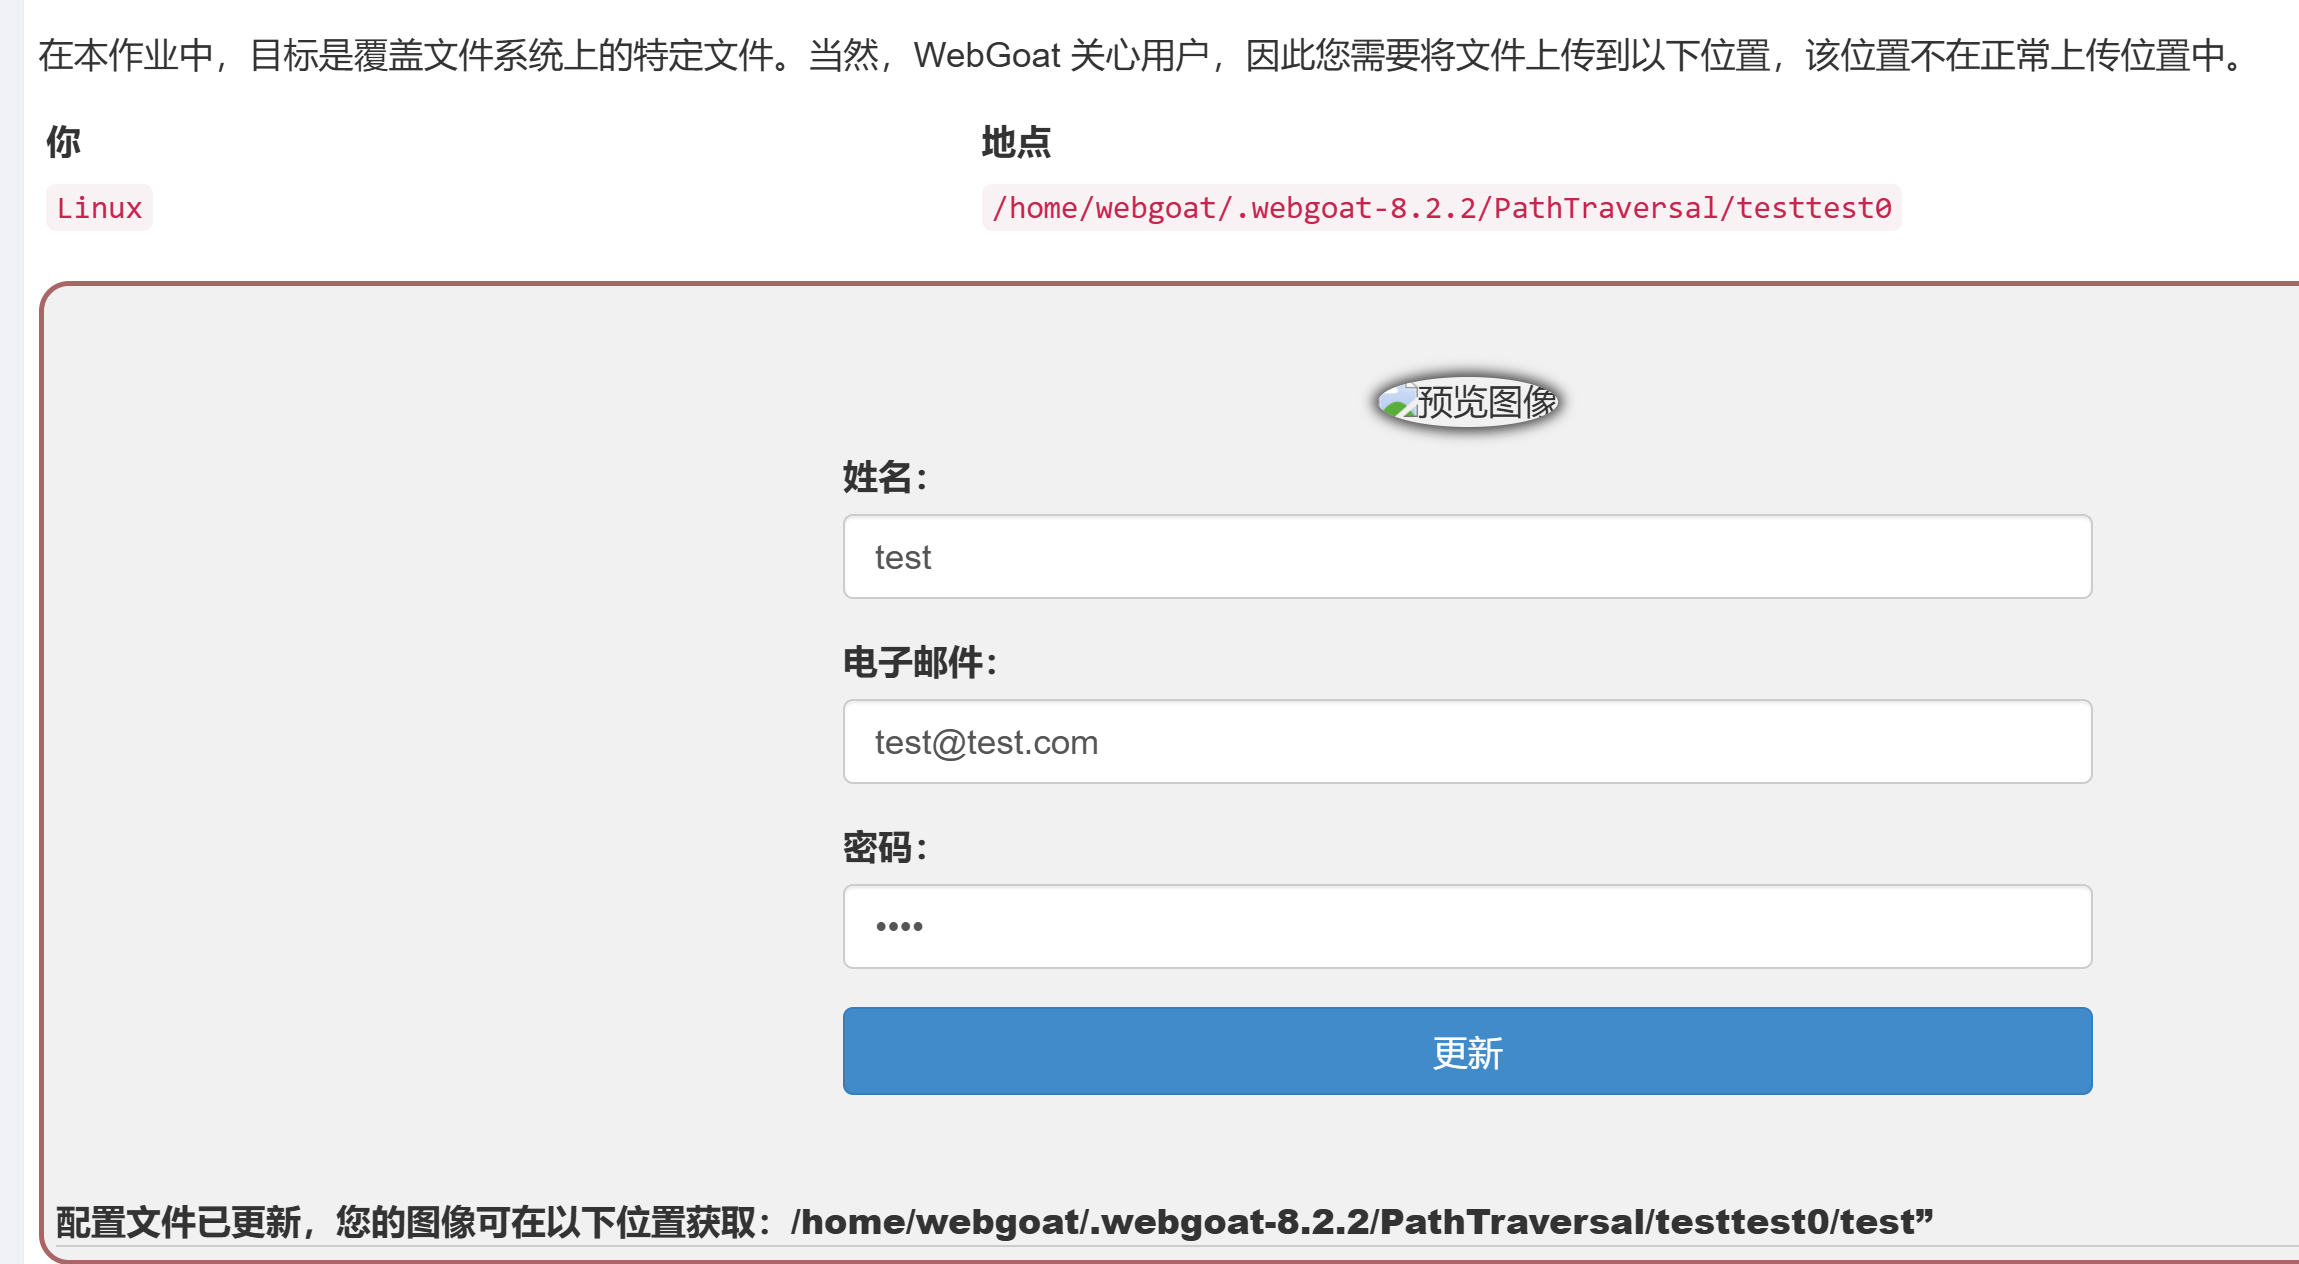 在本作业中，目标是覆盖文件系统上的特定文件。当然，WebGoat 关心用户，因此您需要将文件上传到以下位置，该位置不在正常上传位置中。
你
地点
Linux
/home/webgoat/.webgoat-8.2.2/PathTraversal/testtest0
预览图像
姓名：
test
电子邮件：
test@test.com
密码：
••••
更新
配置文件已更新，您的图像可在以下位置获取：/home/webgoat/.webgoat-8.2.2/PathTraversal/testtest0/test”